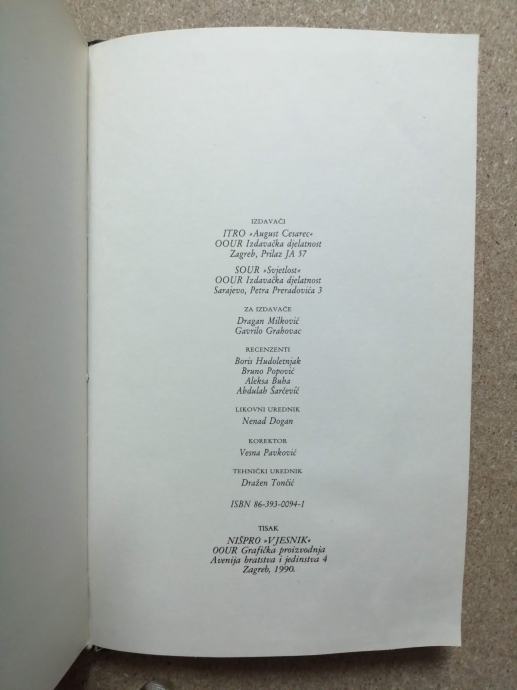 IZDAVAČI
ITRO »August Cesarec«
OOUR Izdavačka djelatnost
Zagreb, Prilaz JA 57
SOUR »Svjetlost«
OOUR Izdavačka djelatnost
Sarajevo, Petra Preradovića 3
ZA IZDAVAČE
Dragan Milković
Gavrilo Grahovac
RECENZENTI
Boris Hudoletnjak
Bruno Popović
Aleksa Buha
Abdulah Šarčević
LIKOVNI UREDNIK
Nenad Dogan
KOREKTOR
Vesna Pavković
TEHNIČKI UREDNIK
Dražen Tončić
ISBN 86-393-0094-1
TISAK
NIŠPRO »VJESNIK«
OOUR Grafička proizvodnja
Avenija bratstva i jedinstva 4
Zagreb, 1990.